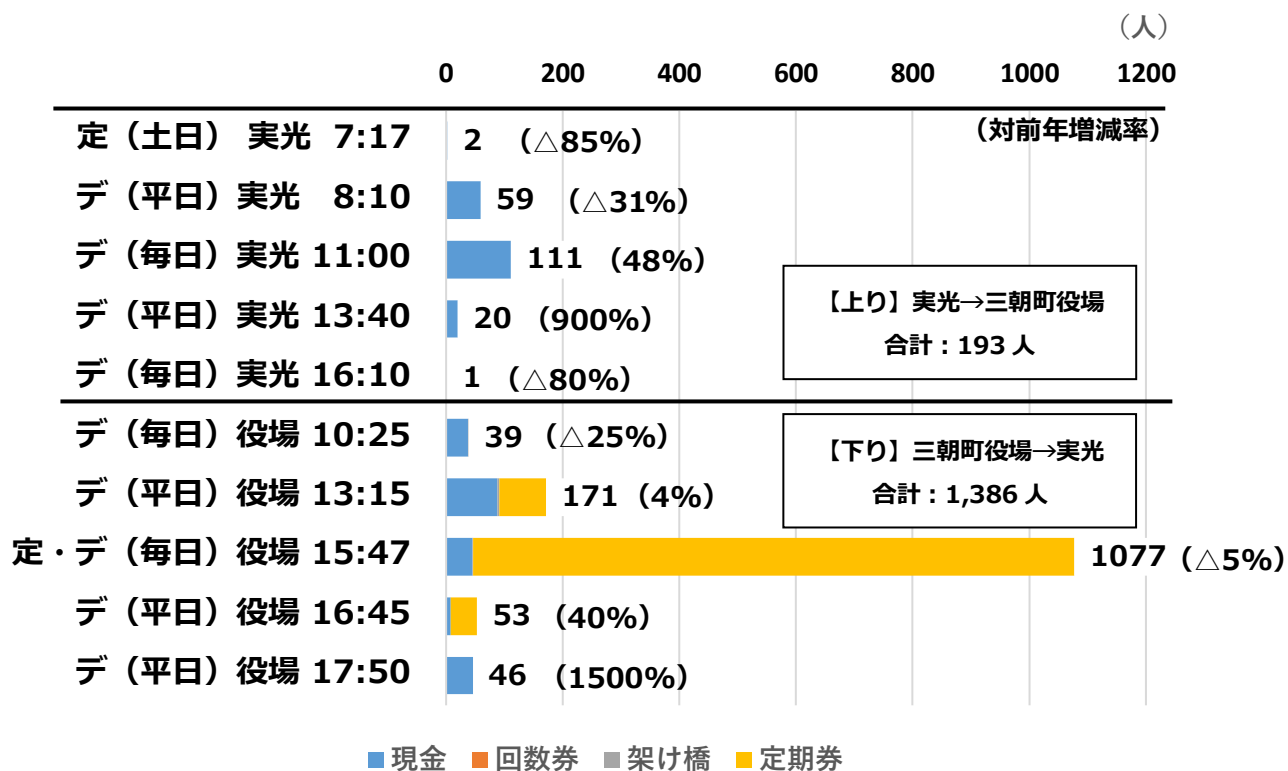 （人）
0 200 400 600 800 1000 1200
（対前年増減率）
定（土日） 実光 7:17 2 （△85%）
デ（平日）実光 8:10 59 （△31%）
デ（毎日）実光 11:00 111 （48%）
デ（平日）実光 13:40 20 （900%）
デ（毎日）実光 16:10 1 （△80%）
【上り】実光→三朝町役場
合計：193 人
デ（毎日）役場 10:25 39 （△25%）
デ（平日）役場 13:15 171（4%）
定・デ（毎日）役場 15:47 1077（△5%）
デ（平日）役場 16:45 53（40%）
デ（平日）役場 17:50 46 （1500%）
【下り】三朝町役場→実光
合計：1,386 人
現金 回数券 架け橋 定期券